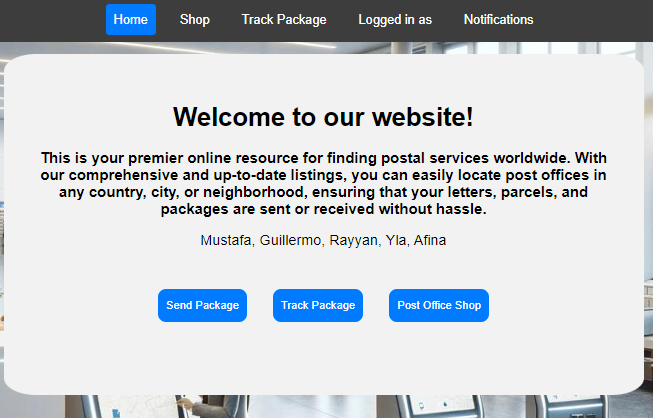 Home Shop Track Package Logged in as Notifications
Welcome to our website!
This is your premier online resource for finding postal services worldwide. With
our comprehensive and up-to-date listings, you can easily locate post offices in
any country, city, or neighborhood, ensuring that your letters, parcels, and
packages are sent or received without hassle.
Mustafa, Guillermo, Rayyan, Yla, Afina
Send Package Track Package Post Office Shop